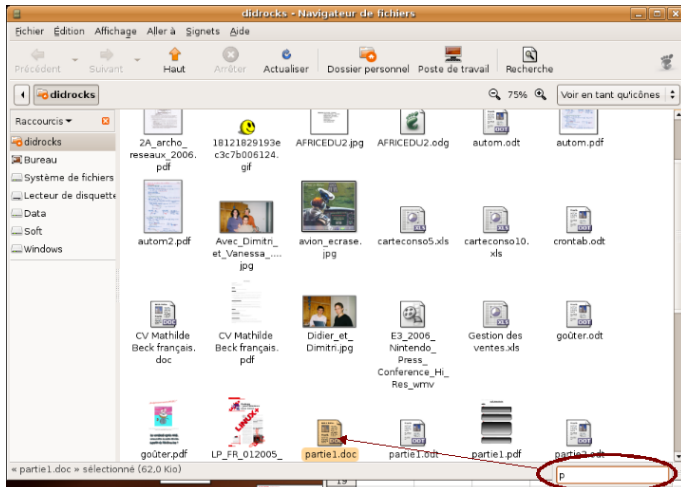 didrocks - Navigateur de fichiers
Fichier Édition Affichage Aller à Signets Aide
Précédent Suivant Haut Arrêter Actualiser Dossier personnel Poste de travail Recherche
didrocks 75% Voir en tant qu'icônes
Raccourcis
didrocks
Bureau
Système de fichiers
Lecteur de disquette
Data
Soft
Windows
2A_archo_
reseaux_2006.
pdf
18121829193e
c3c7b006124.
gif
AFRICEDU2.jpg
AFRICEDU2.odg
autom.odt
autom.pdf
autom2.pdf
Avec_Dimitri_
et_Vanessa_....
jpg
avion_ecrase.
jpg
carteconso5.xls
carteconso10.
xls
crontab.odt
CV Mathilde
Beck français.
doc
CV Mathilde
Beck français.
pdf
Didier_et_
Dimitri.jpg
E3_2006_
Nintendo_
Press_
Conference_Hi_
Res_wmv
Gestion des
ventes.xls
goûter.odt
goûter.pdf
LP_FR_012005_
partie1.doc
partie1.odt
partie1.pdf
partie2.odt
« partie1.doc » sélectionné (62,0 Kio)
p
19